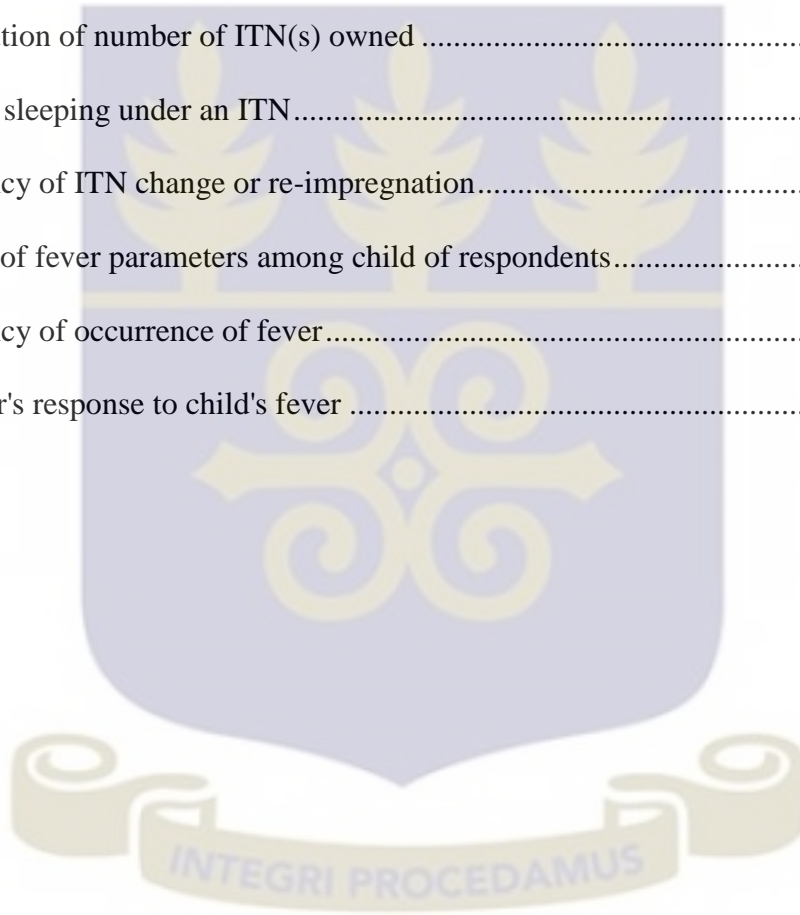 tion of number of ITN(s) owned ..........................................
sleeping under an ITN..........................................................
cy of ITN change or re-impregnation...................................
of fever parameters among child of respondents....................
cy of occurrence of fever......................................................
r's response to child's fever ...................................................
INTEGRI PROCEDAMUS